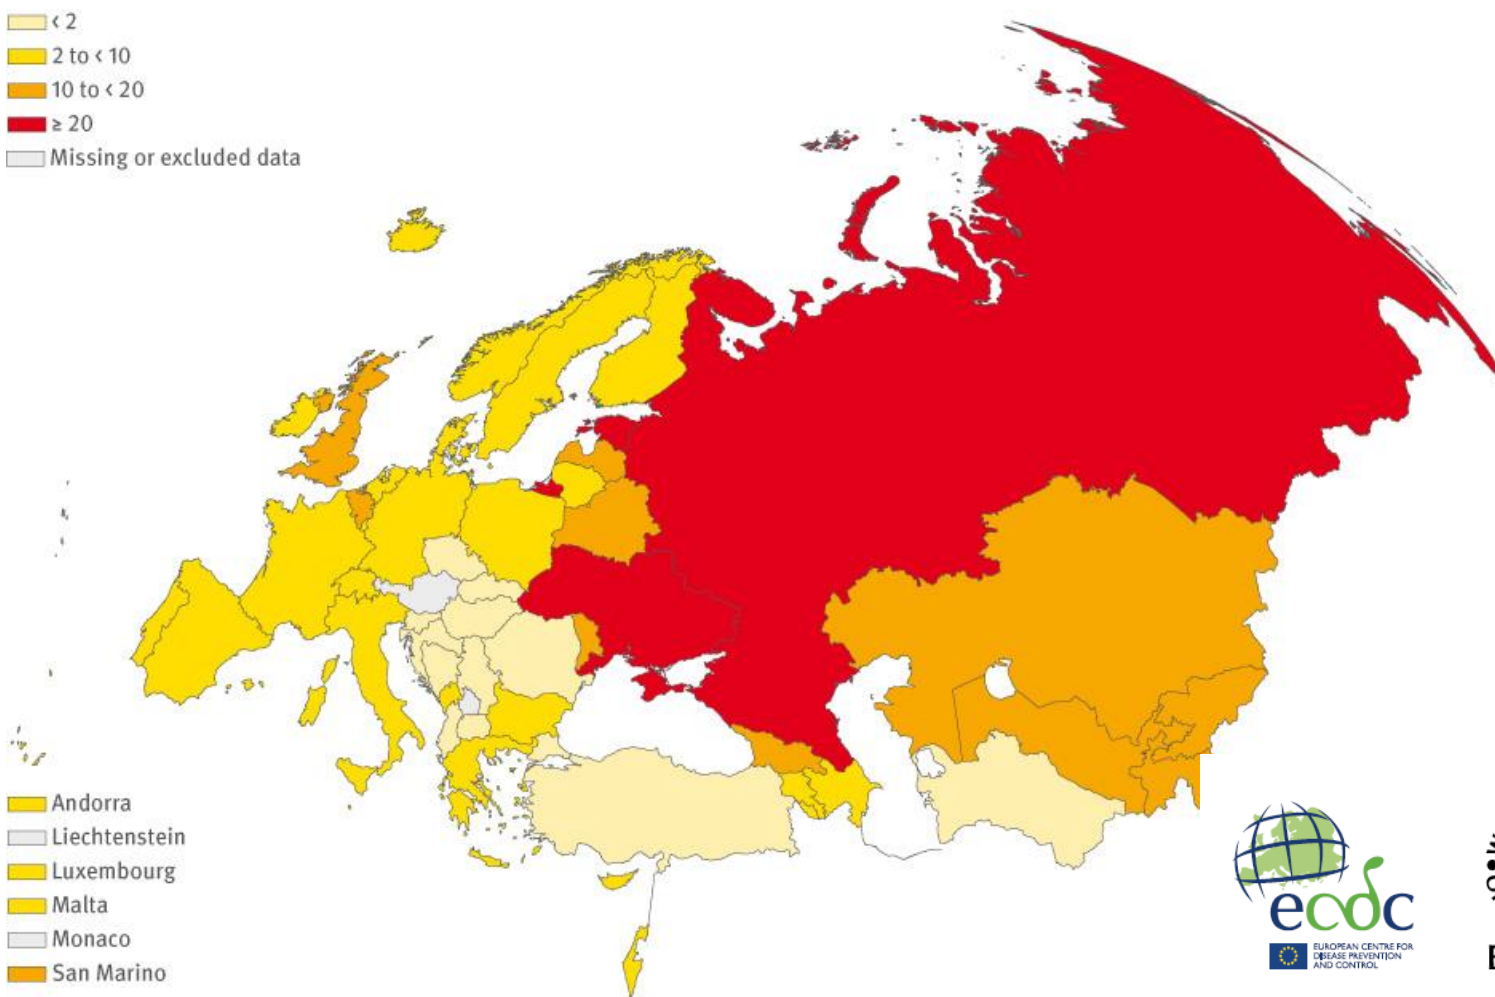 < 2
2 to < 10
10 to < 20
≥ 20
Missing or excluded data
Andorra
Liechtenstein
Luxembourg
Malta
Monaco
San Marino
ecdc
EUROPEAN CENTRE FOR
DISEASE PREVENTION
AND CONTROL